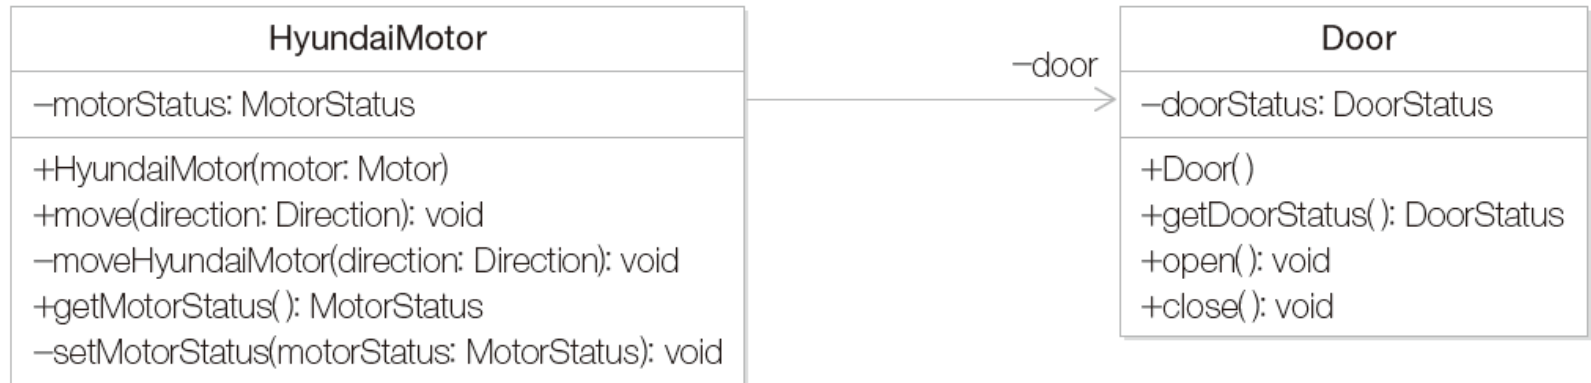 HyundaiMotor
–motorStatus: MotorStatus
+HyundaiMotor(motor: Motor)
+move(direction: Direction): void
–moveHyundaiMotor(direction: Direction): void
+getMotorStatus(): MotorStatus
–setMotorStatus(motorStatus: MotorStatus): void
–door
Door
–doorStatus: DoorStatus
+Door()
+getDoorStatus(): DoorStatus
+open(): void
+close(): void